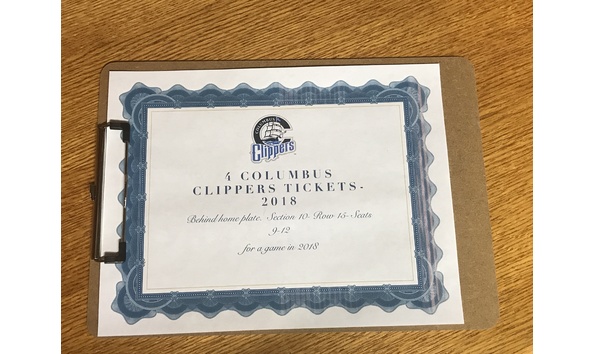 COLUMBUS
Clippers
4 COLUMBUS
CLIPPERS TICKETS-
2018
Behind home plate. Section 10- Row 15- Seats
9-12
for a game in 2018